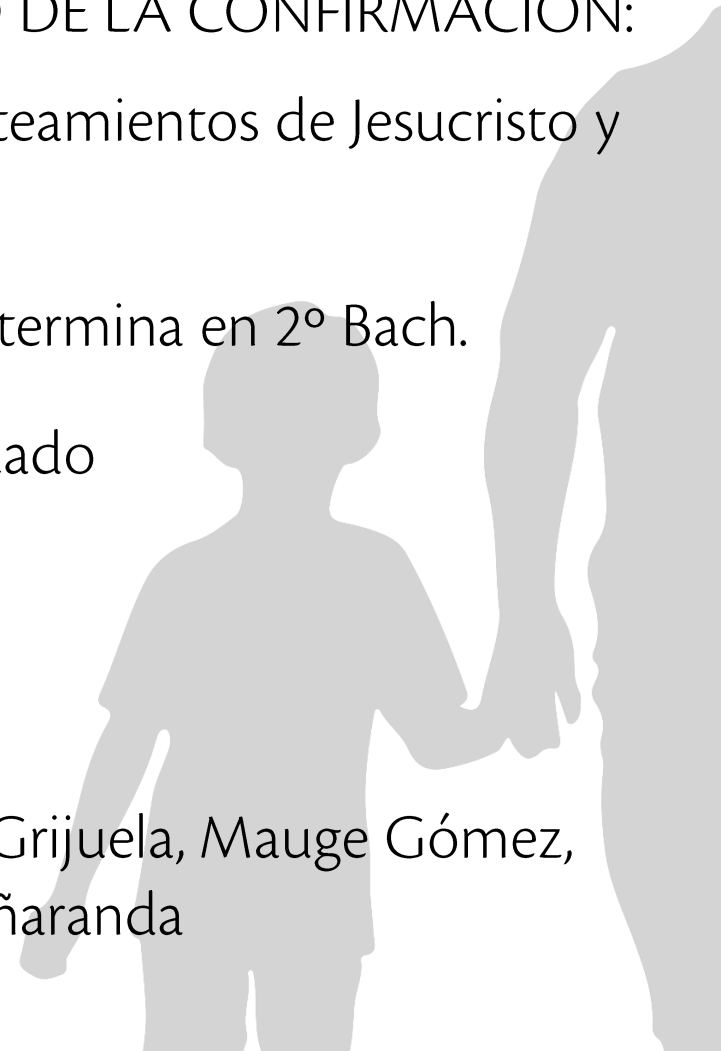 DE LA CONFIRMACIÓN:
teamientos de Jesucristo y
termina en 2º Bach.
ado
Grijuela, Mauge Gómez,
ñaranda